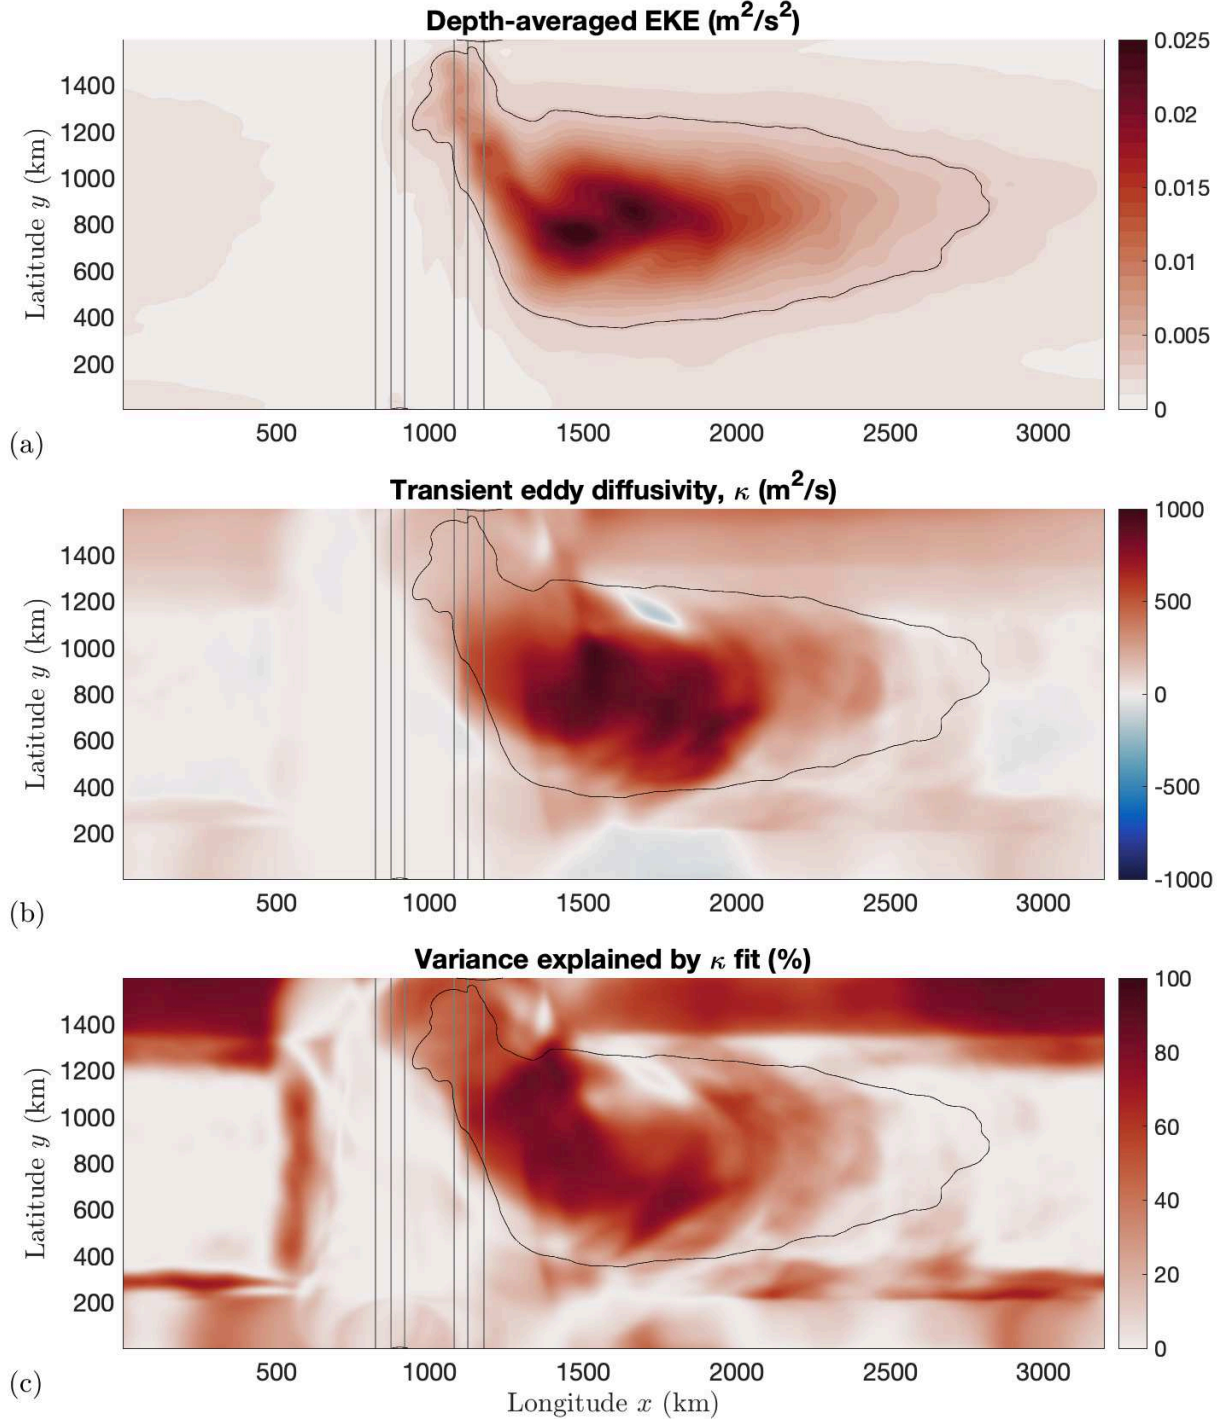 Depth-averaged EKE (m²/s²)
Latitude y (km)
1400
1200
1000
800
600
400
200
500 1000 1500 2000 2500 3000
0.025
0.02
0.015
0.01
0.005
0
(a)
Transient eddy diffusivity, κ (m²/s)
Latitude y (km)
1400
1200
1000
800
600
400
200
500 1000 1500 2000 2500 3000
1000
500
0
-500
-1000
(b)
Variance explained by κ fit (%)
Latitude y (km)
1400
1200
1000
800
600
400
200
500 1000 1500 2000 2500 3000
100
80
60
40
20
0
(c)
Longitude x (km)